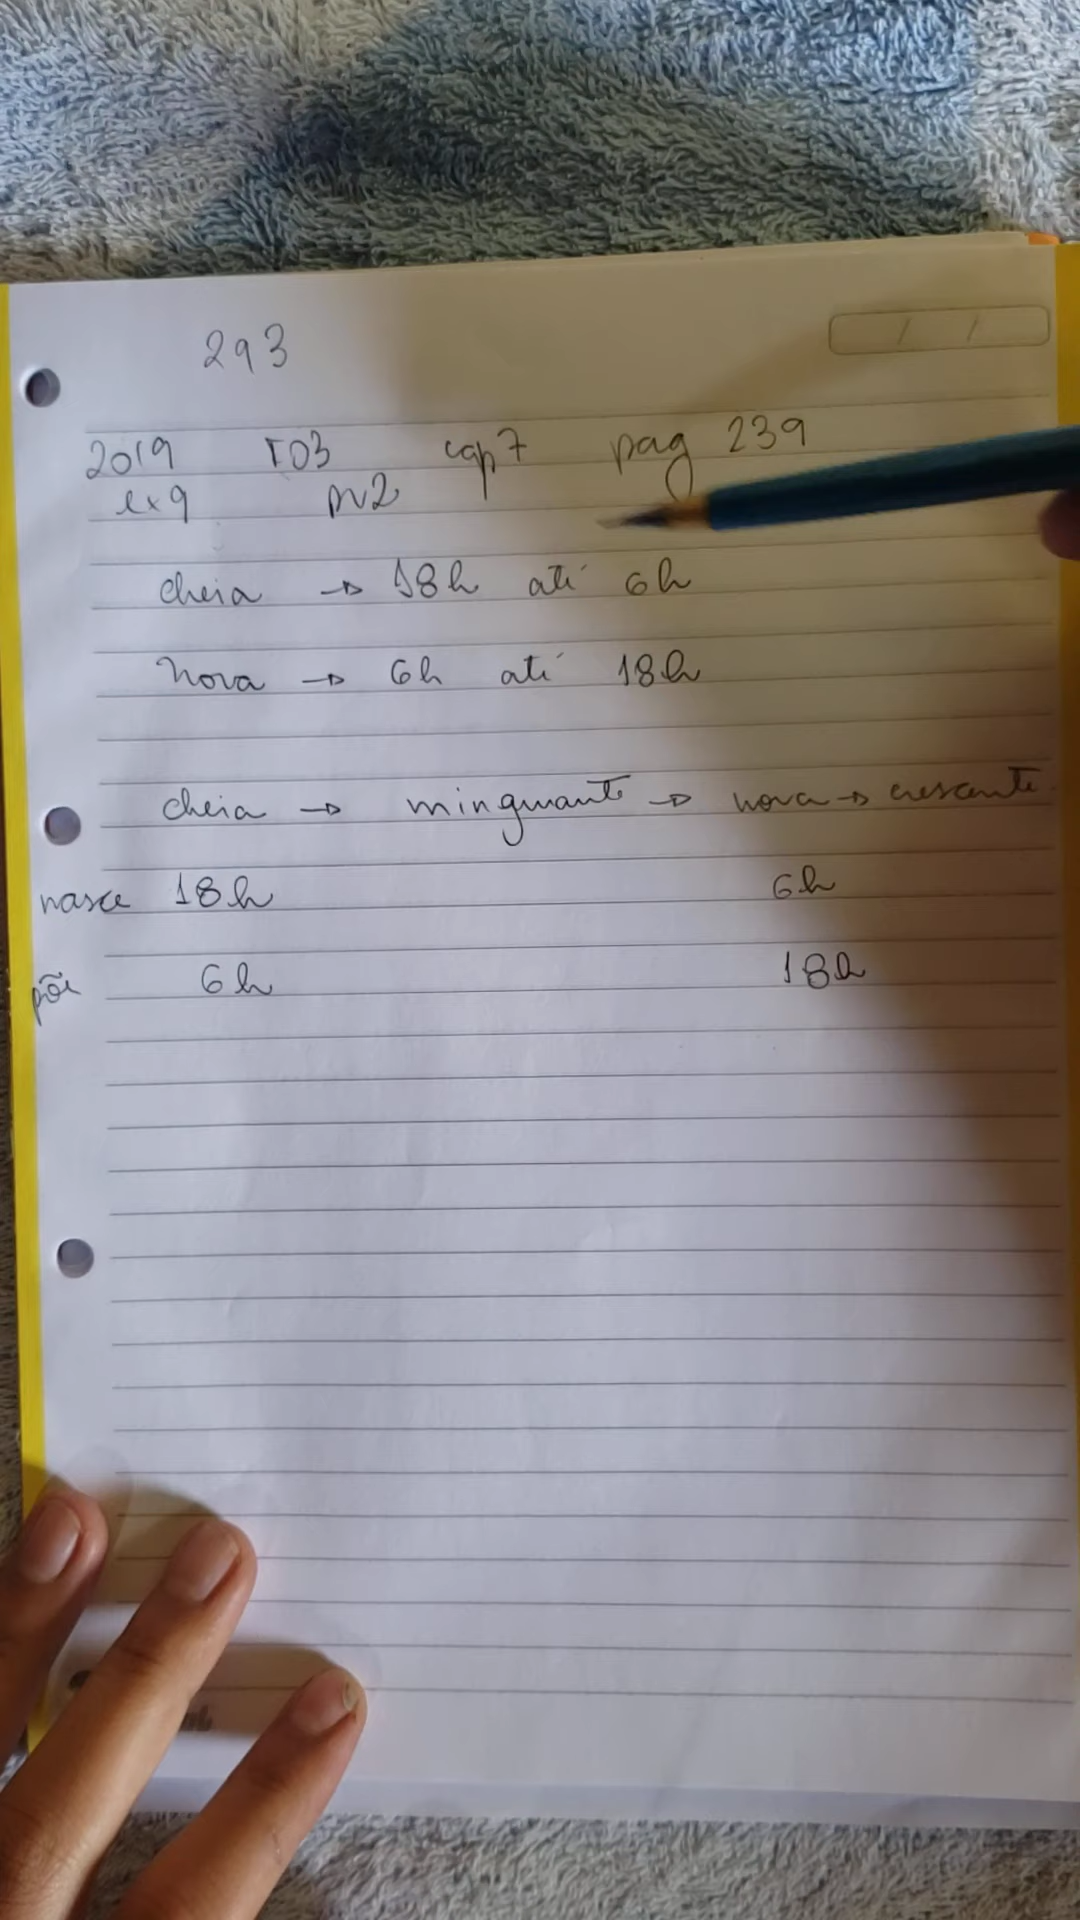 293
2019 T03 cap7 pag 239
ex9 N2
cheia → 18h até 6h
nova → 6h até 18h
cheia → minguante → nova → crescente
nasce 18h 6h
põe 6h 18h